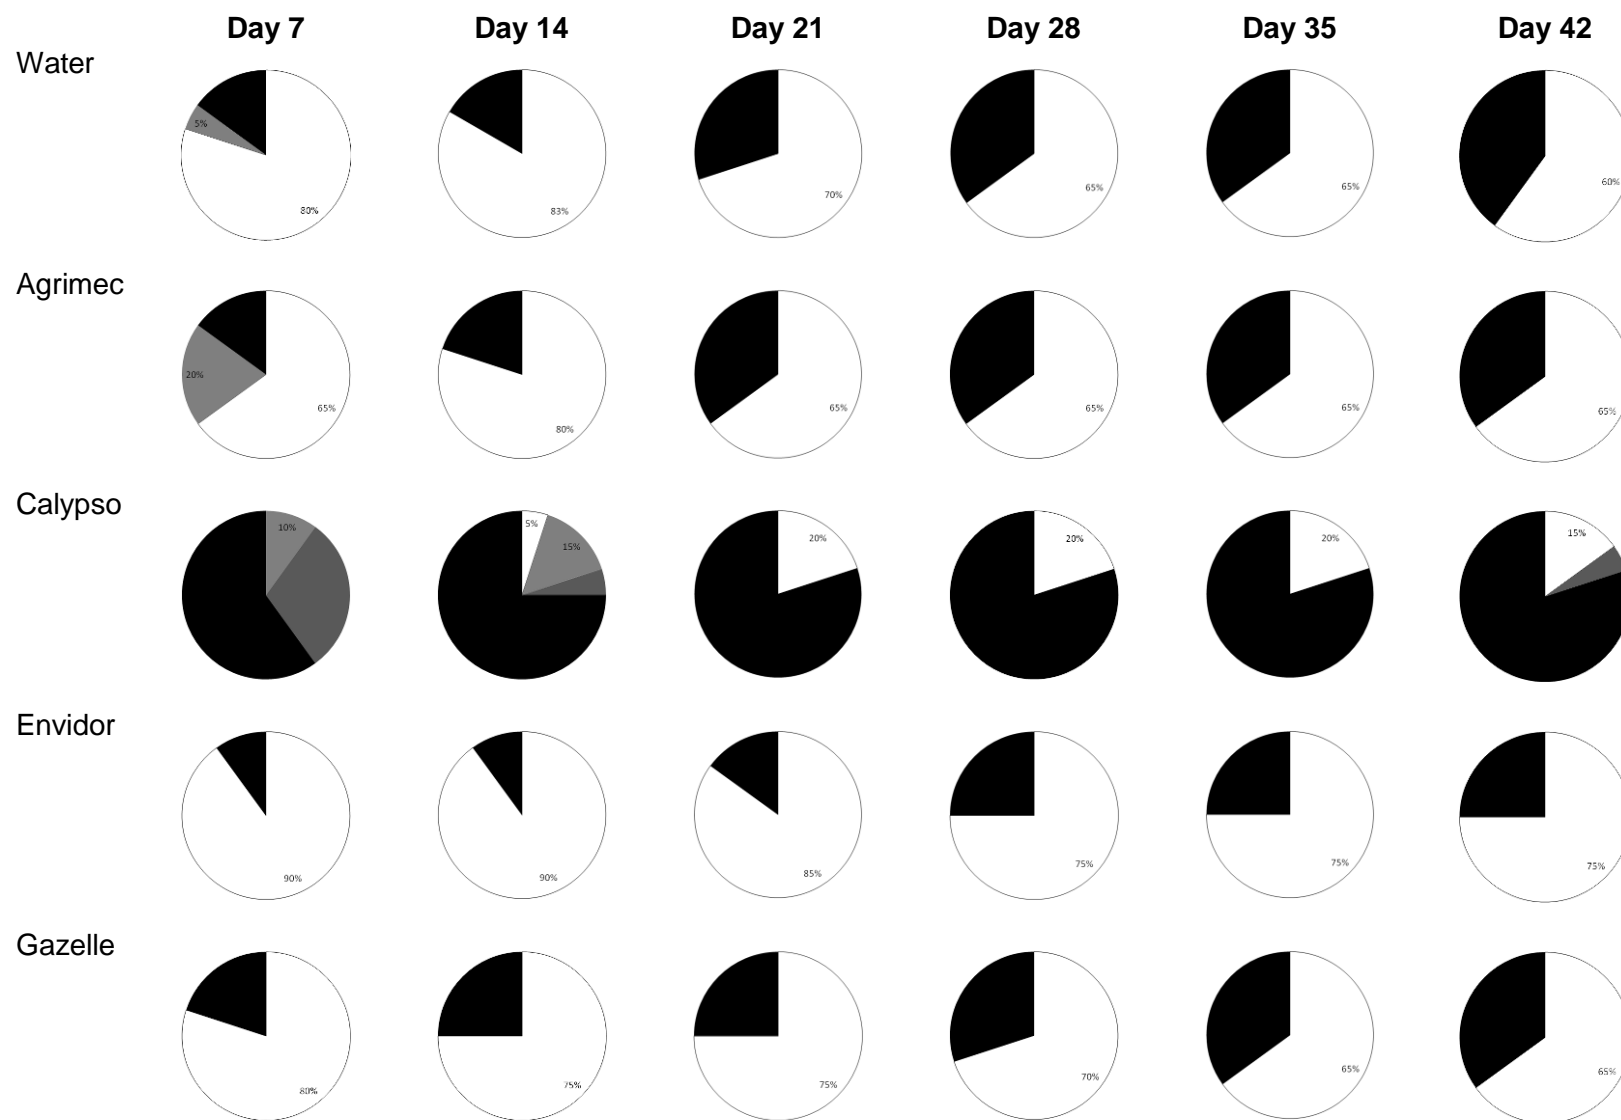 Day 7 Day 14 Day 21 Day 28 Day 35 Day 42
Water
5%
80% 83% 70% 65% 65% 60%
Agrimec
20%
65% 80% 65% 65% 65% 65%
Calypso
10% 5% 15% 20% 20% 20% 15%
Envidor
90% 90% 85% 75% 75% 75%
Gazelle
80% 75% 75% 70% 65% 65%